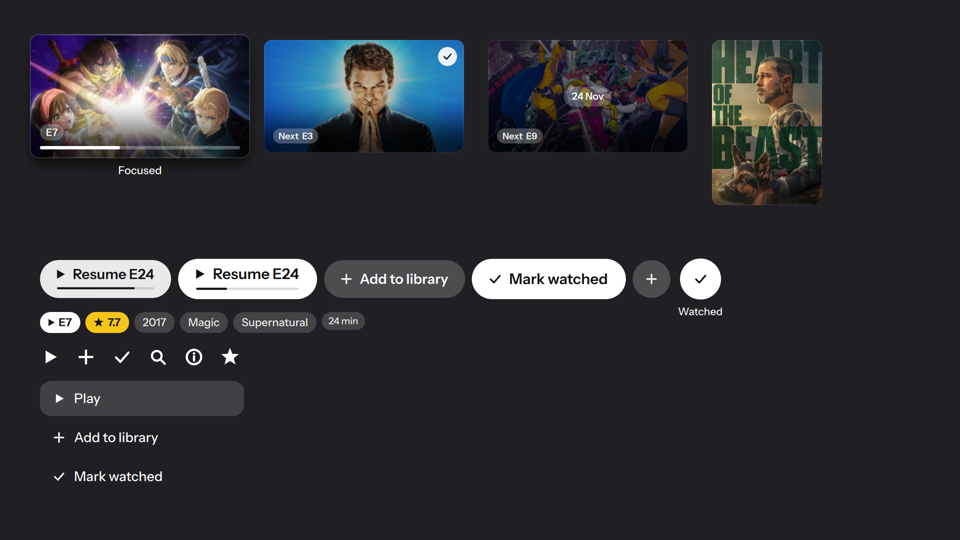 E7
Focused
Next E3
24 Nov
Next E9
HEART
OF
THE
BEAST
Resume E24
Resume E24
Add to library
Mark watched
Watched
E7
7.7
2017
Magic
Supernatural
24 min
Play
Add to library
Mark watched